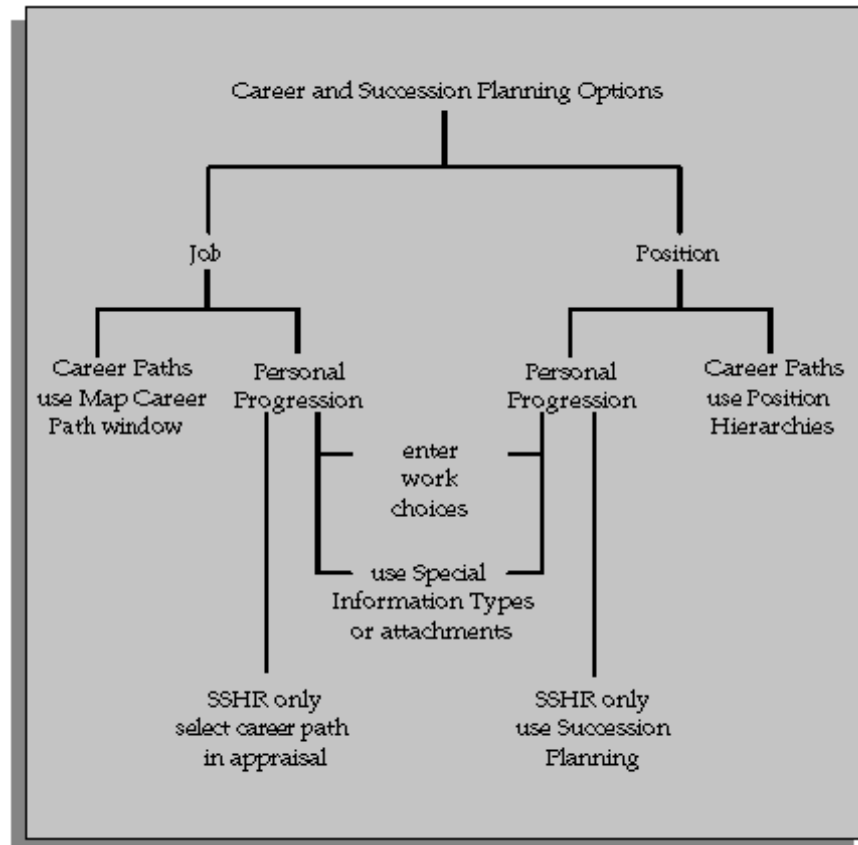 Career and Succession Planning Options
Job
Position
Career Paths
use Map Career
Path window
Personal
Progression
Personal
Progression
Career Paths
use Position
Hierarchies
enter
work
choices
use Special
Information Types
or attachments
SSHR only
select career path
in appraisal
SSHR only
use Succession
Planning